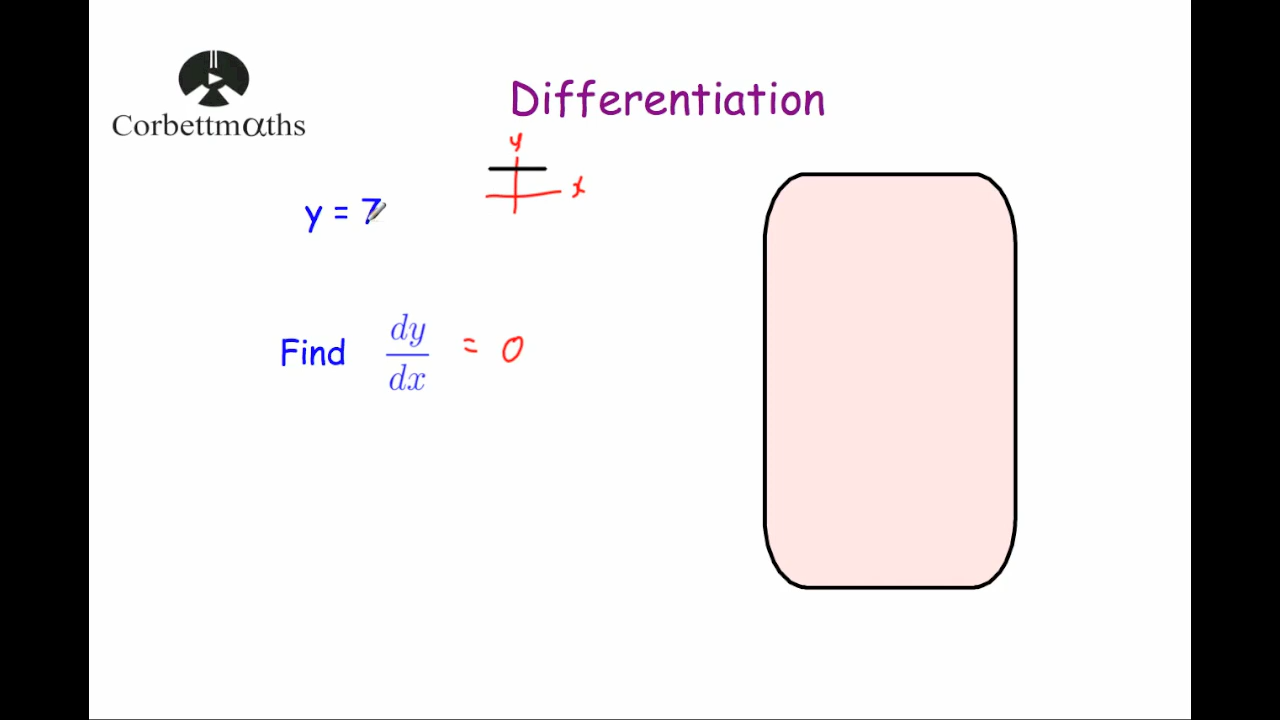 Corbettmαths
Differentiation
y
x
y = 7
Find dy/dx = 0